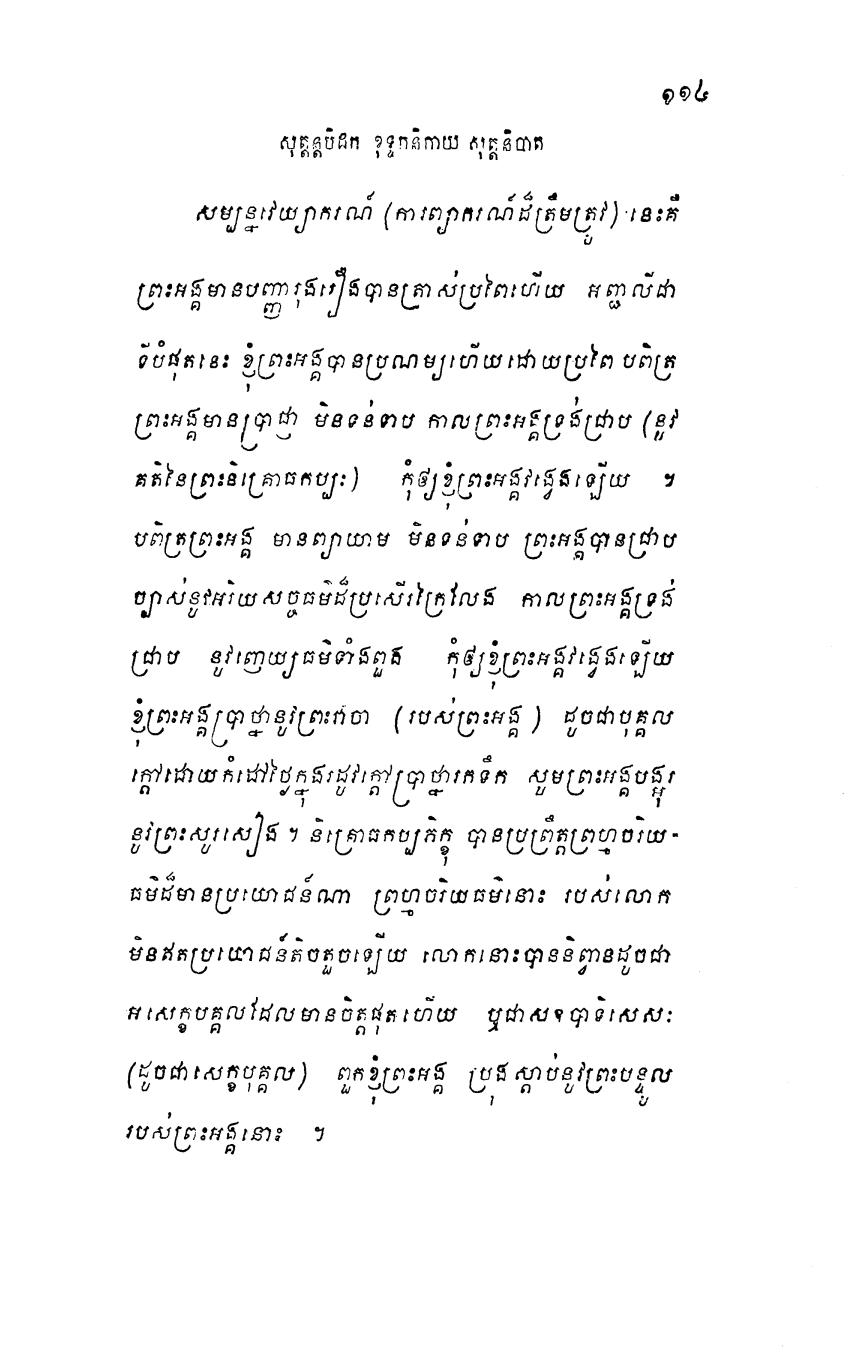 ១១៤
សុត្តន្តបិដក ខុទ្ទកនិកាយ សុត្តនិបាត
សម្បន្នវេយ្យាករណ៍ (ការព្យាករណ៍ដ៏ត្រឹមត្រូវ) នេះគឺ
ព្រះអង្គមានបញ្ញារុងរឿងបានត្រាស់ប្រពៃហើយ អញ្ជលីជា
ទីបំផុតនេះ ខ្ញុំព្រះអង្គបានប្រណម្យហើយដោយប្រពៃ បពិត្រ
ព្រះអង្គមានប្រាជ្ញា មិនទន់ទាប កាលព្រះអង្គទ្រង់ជ្រាប (នូវ
គតិនៃព្រះនិគ្រោធកប្បៈ) កុំឲ្យខ្ញុំព្រះអង្គវង្វេងឡើយ ។
បពិត្រព្រះអង្គ មានព្យាយាម មិនទន់ទាប ព្រះអង្គបានជ្រាប
ច្បាស់នូវអរិយសច្ចធម៌ដ៏ប្រសើរក្រៃលែង កាលព្រះអង្គទ្រង់
ជ្រាប នូវញេយ្យធម៌ទាំងពួង កុំឲ្យខ្ញុំព្រះអង្គវង្វេងឡើយ
ខ្ញុំព្រះអង្គប្រាថ្នានូវព្រះវាចា (របស់ព្រះអង្គ) ដូចជាបុគ្គល
ក្តៅដោយកំដៅថ្ងៃក្នុងរដូវក្តៅប្រាថ្នារកទឹក សូមព្រះអង្គបង្អុរ
នូវព្រះសូរសៀង ។ និគ្រោធកប្បភិក្ខុ បានប្រព្រឹត្តព្រហ្មចរិយ-
ធម៌ដ៏មានប្រយោជន៍ណា ព្រហ្មចរិយធម៌នោះ របស់លោក
មិនឥតប្រយោជន៍តិចតួចឡើយ លោកនោះបាននិព្វានដូចជា
អសេក្ខបុគ្គលដែលមានចិត្តផុតហើយ ឬជាសឧបាទិសេសៈ
(ដូចជាសេក្ខបុគ្គល) ពួកខ្ញុំព្រះអង្គ ប្រុងស្តាប់នូវព្រះបន្ទូល
របស់ព្រះអង្គនោះ ។